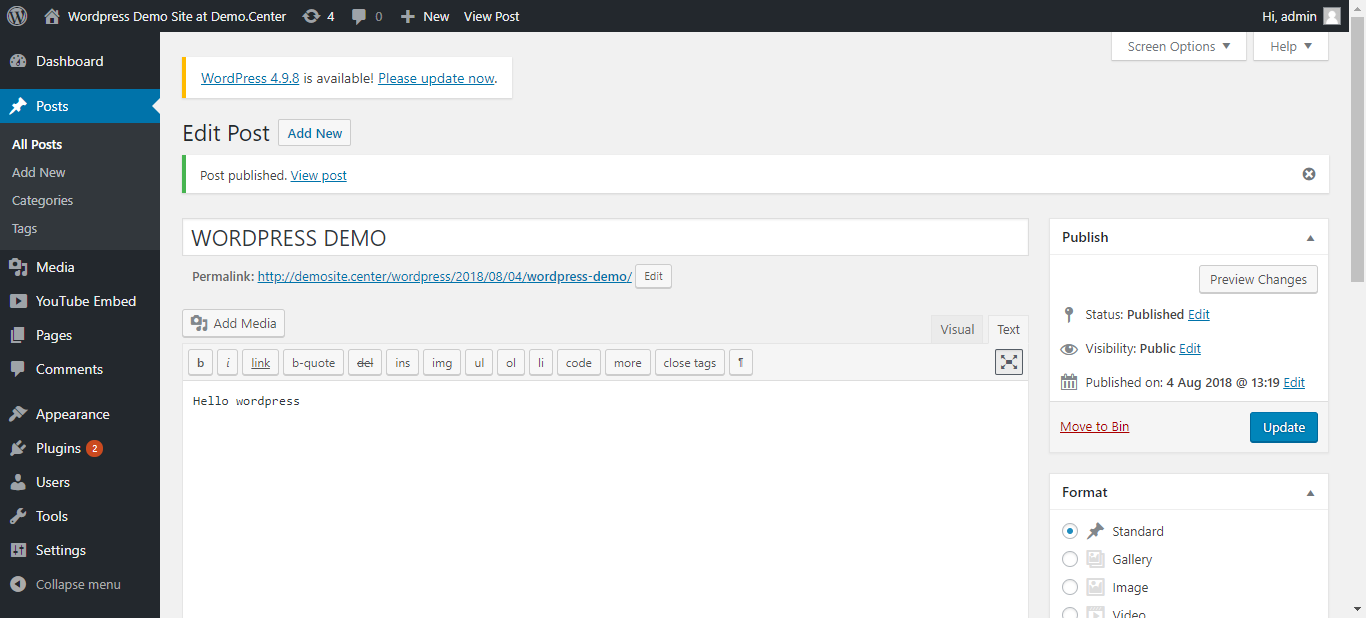 Wordpress Demo Site at Demo.Center 4 0 New View Post Hi, admin
Screen Options Help
Dashboard
Posts
All Posts
Add New
Categories
Tags
Media
YouTube Embed
Pages
Comments
Appearance
Plugins 2
Users
Tools
Settings
Collapse menu
WordPress 4.9.8 is available! Please update now.
Edit Post Add New
Post published. View post
WORDPRESS DEMO
Permalink: http://demosite.center/wordpress/2018/08/04/wordpress-demo/ Edit
Add Media
Visual Text
b i link b-quote del ins img ul ol li code more close tags ¶
Hello wordpress
Publish
Preview Changes
Status: Published Edit
Visibility: Public Edit
Published on: 4 Aug 2018 @ 13:19 Edit
Move to Bin Update
Format
Standard
Gallery
Image
Video